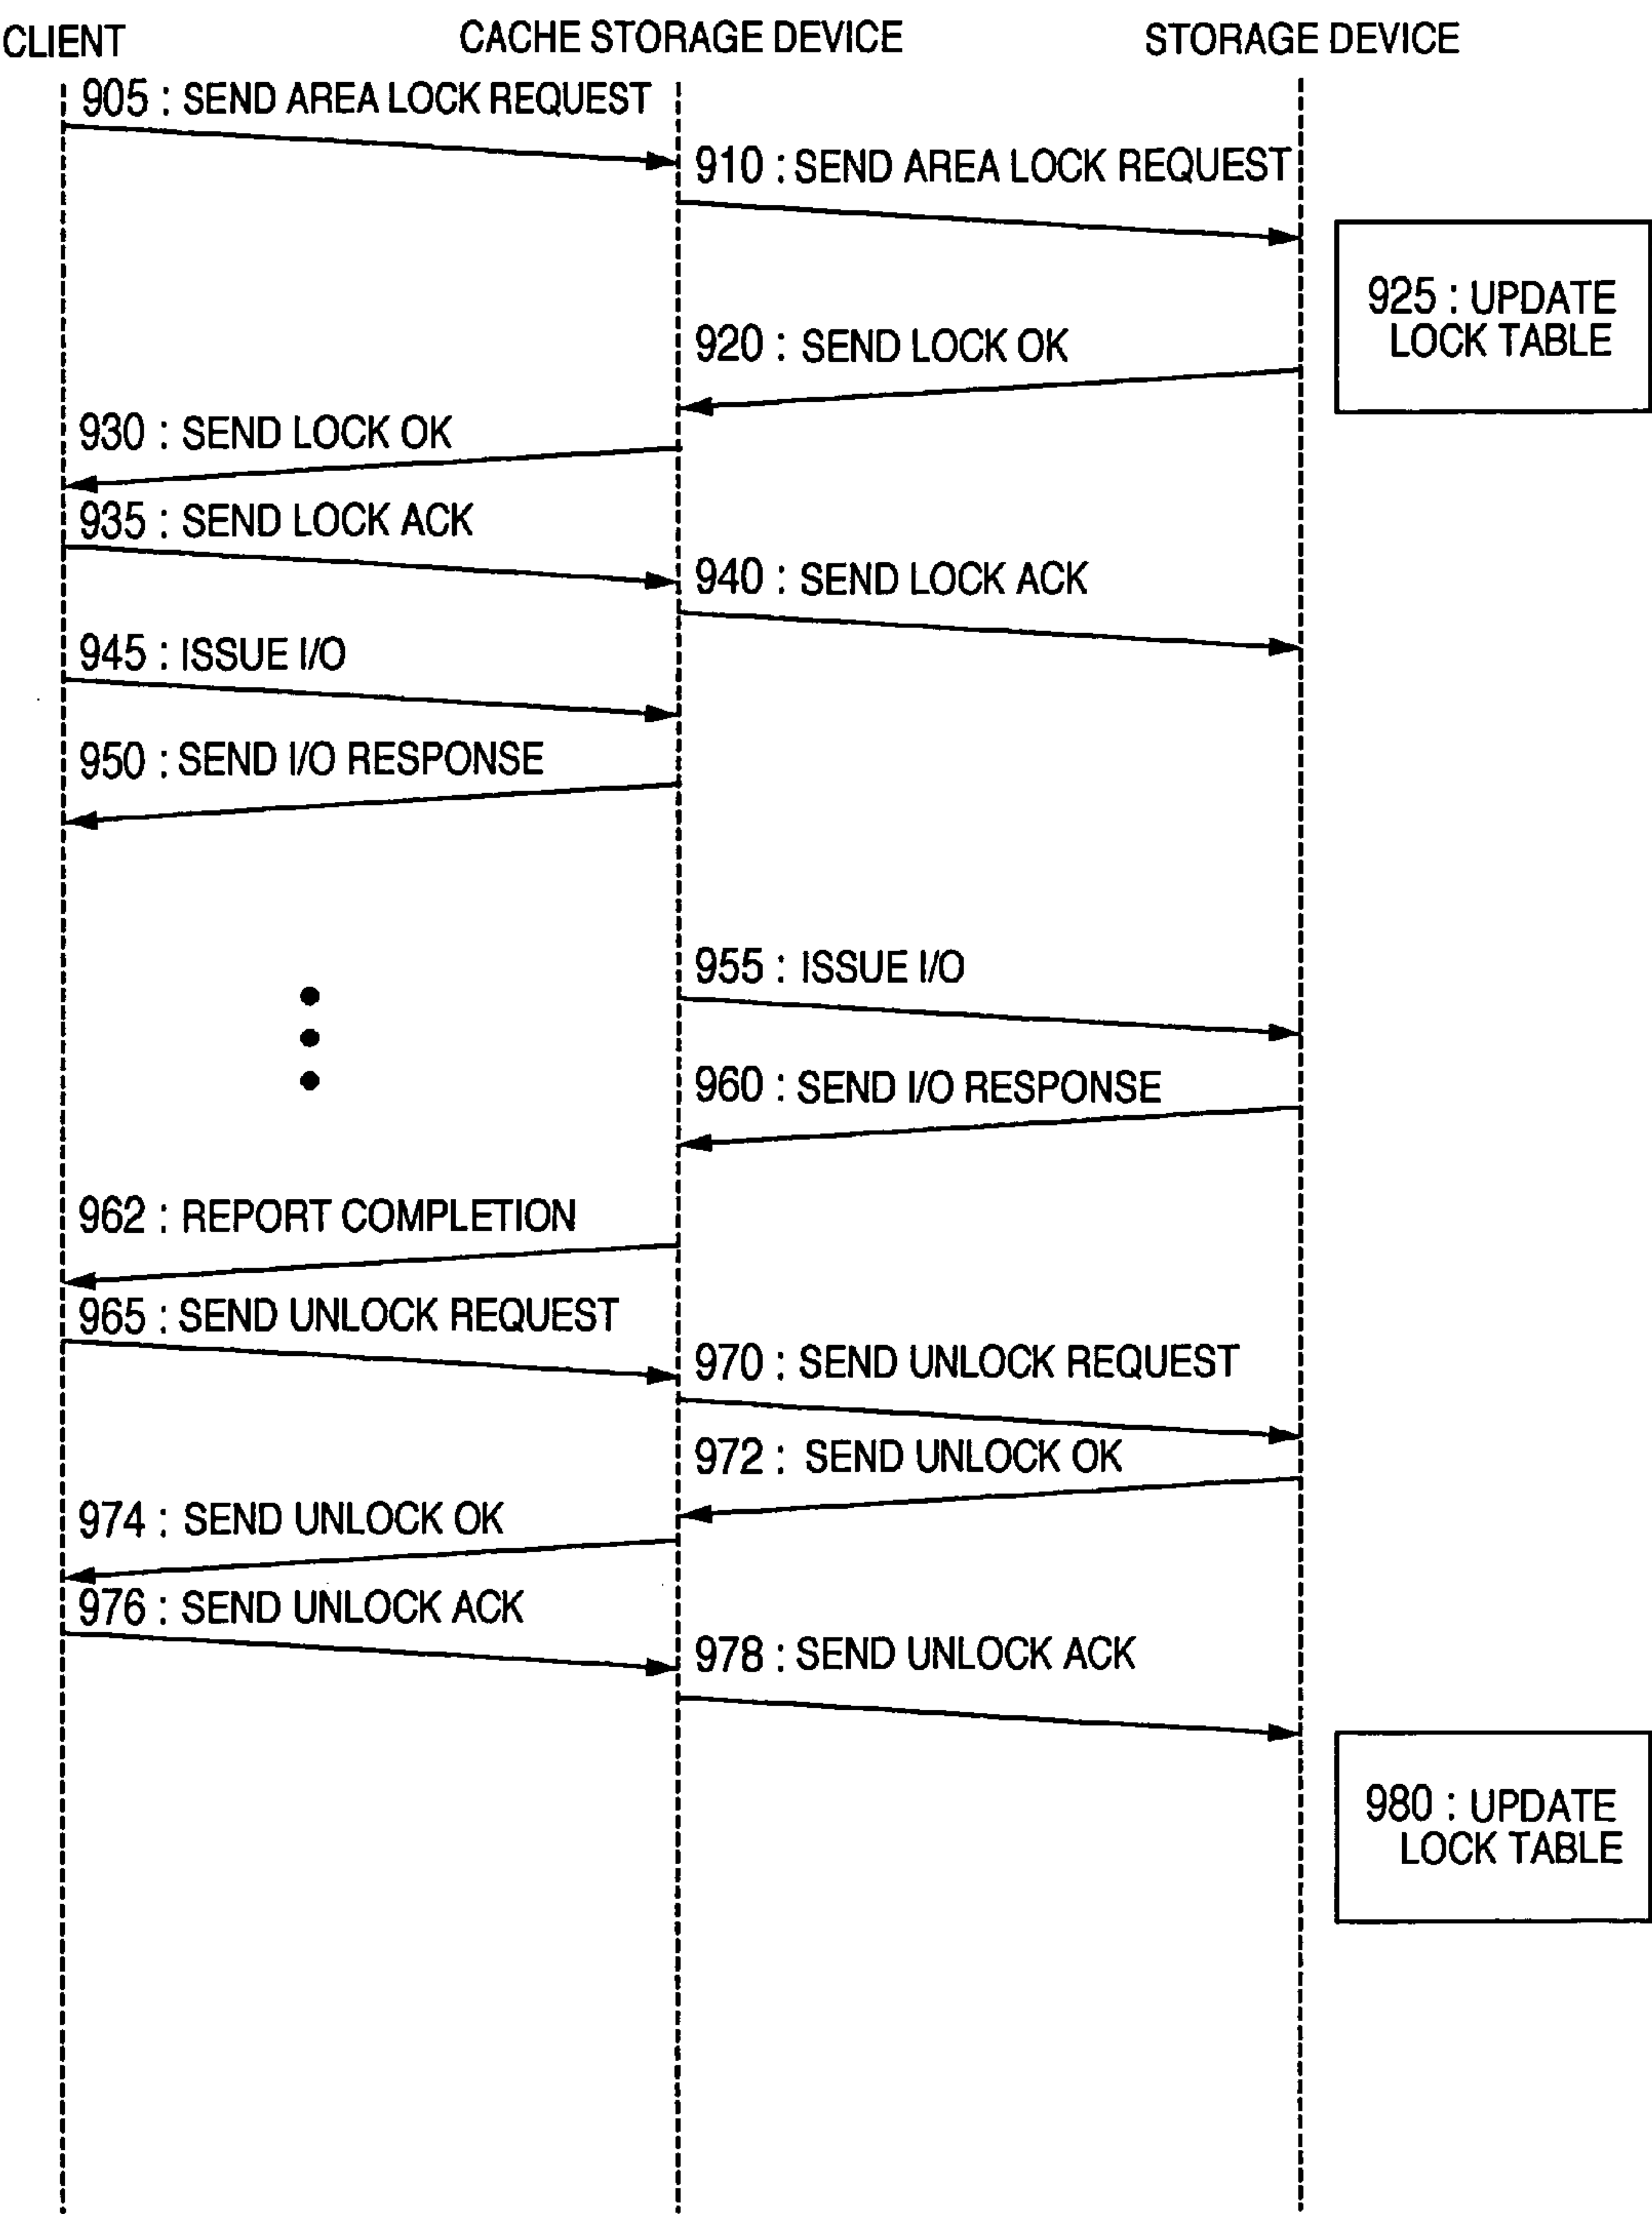 CLIENT
CACHE STORAGE DEVICE
STORAGE DEVICE
905 : SEND AREA LOCK REQUEST
910 : SEND AREA LOCK REQUEST
925 : UPDATE
LOCK TABLE
920 : SEND LOCK OK
930 : SEND LOCK OK
935 : SEND LOCK ACK
940 : SEND LOCK ACK
945 : ISSUE I/O
950 : SEND I/O RESPONSE
955 : ISSUE I/O
960 : SEND I/O RESPONSE
962 : REPORT COMPLETION
965 : SEND UNLOCK REQUEST
970 : SEND UNLOCK REQUEST
972 : SEND UNLOCK OK
974 : SEND UNLOCK OK
976 : SEND UNLOCK ACK
978 : SEND UNLOCK ACK
980 : UPDATE
LOCK TABLE